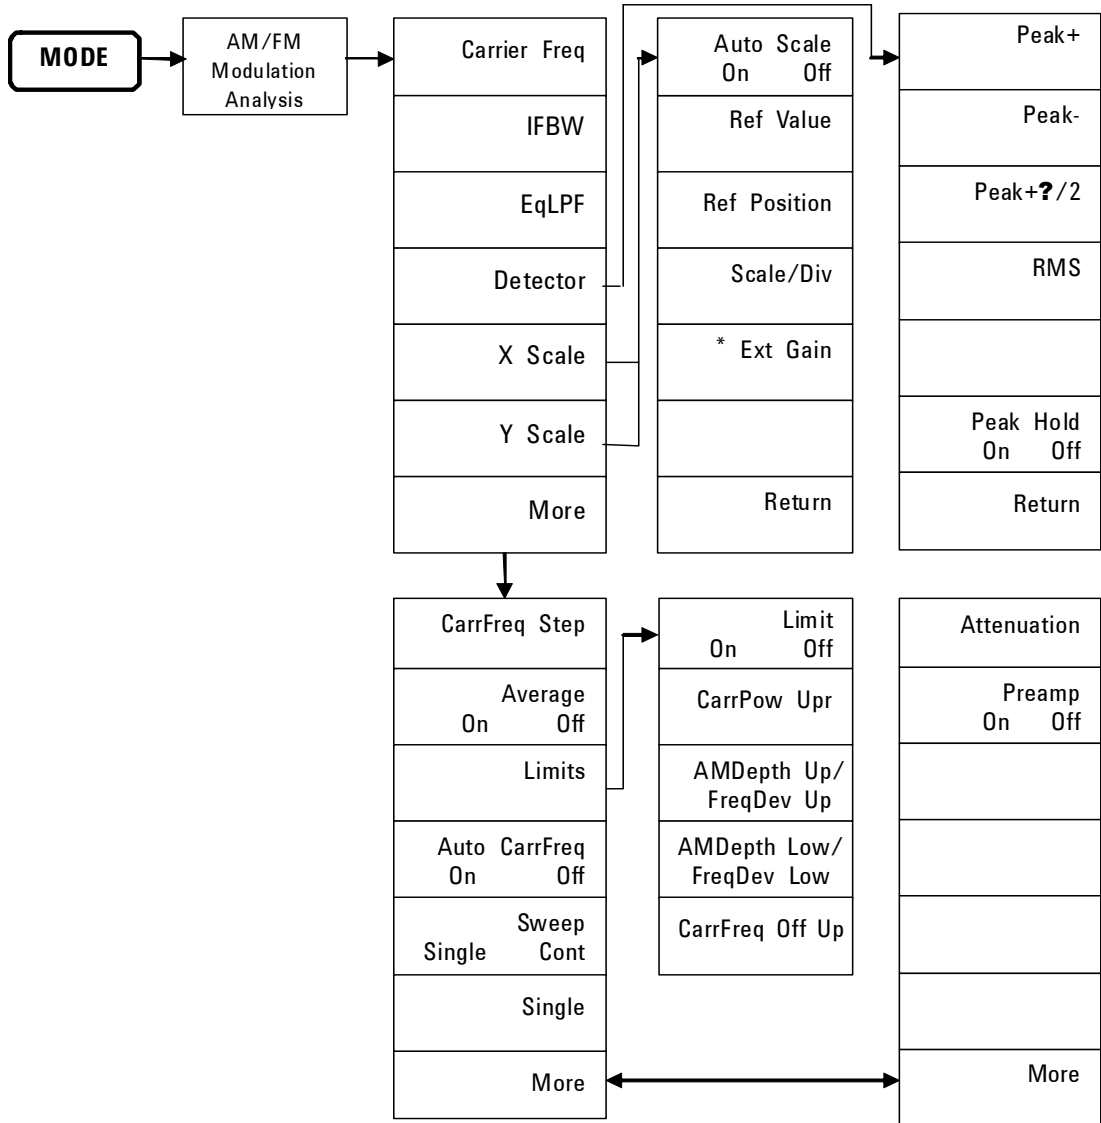 MODE
AM/FM
Modulation
Analysis
Carrier Freq
IFBW
EqLPF
Detector
X Scale
Y Scale
More
Auto Scale
On Off
Ref Value
Ref Position
Scale/Div
* Ext Gain
Return
Peak+
Peak-
Peak+?/2
RMS
Peak Hold
On Off
Return
CarrFreq Step
Average
On Off
Limits
Auto CarrFreq
On Off
Sweep
Single Cont
Single
More
Limit
On Off
CarrPow Upr
AMDepth Up/
FreqDev Up
AMDepth Low/
FreqDev Low
CarrFreq Off Up
Attenuation
Preamp
On Off
More